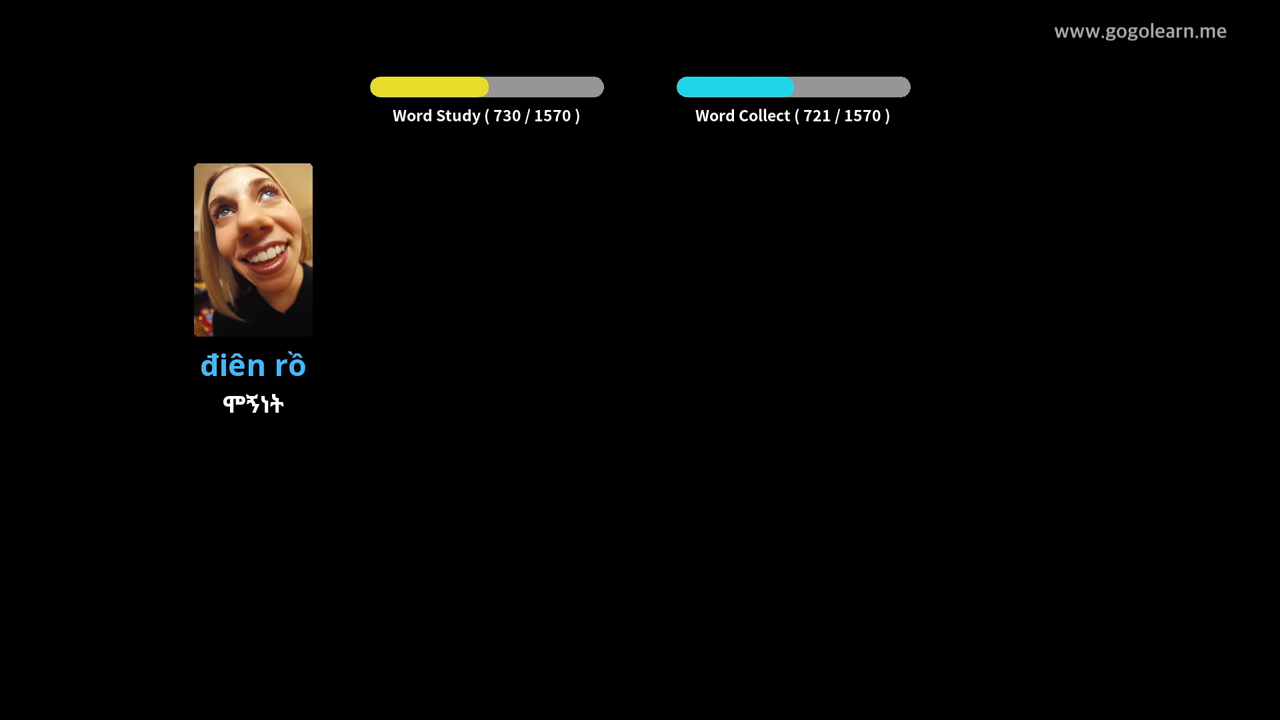 www.gogolearn.me
Word Study ( 730 / 1570 )
Word Collect ( 721 / 1570 )
điên rồ
ሞኝነት